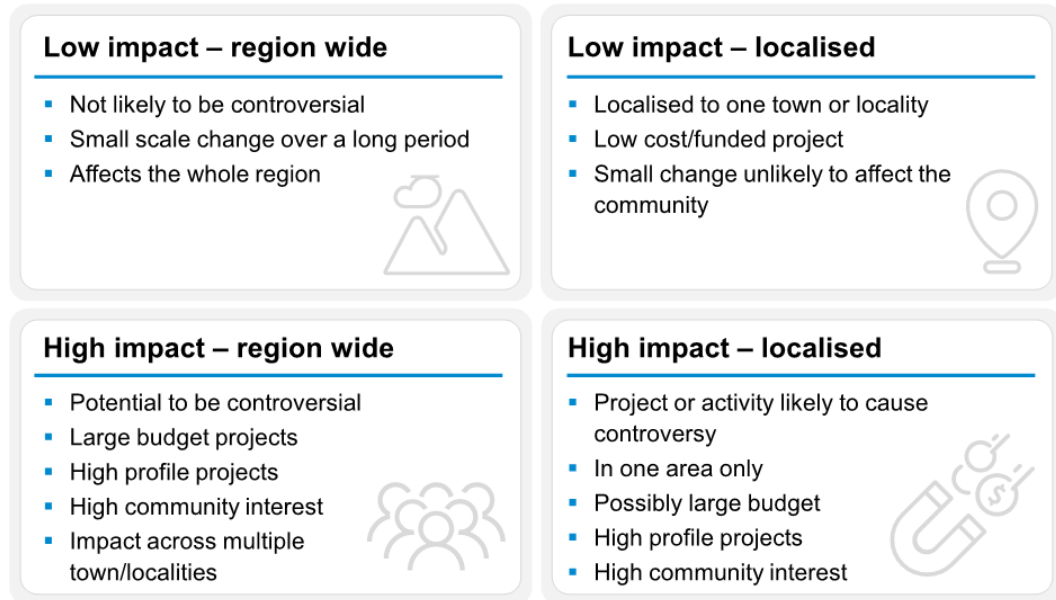 Low impact – region wide
▪ Not likely to be controversial
▪ Small scale change over a long period
▪ Affects the whole region
Low impact – localised
▪ Localised to one town or locality
▪ Low cost/funded project
▪ Small change unlikely to affect the
community
High impact – region wide
▪ Potential to be controversial
▪ Large budget projects
▪ High profile projects
▪ High community interest
▪ Impact across multiple
town/localities
High impact – localised
▪ Project or activity likely to cause
controversy
▪ In one area only
▪ Possibly large budget
▪ High profile projects
▪ High community interest
$